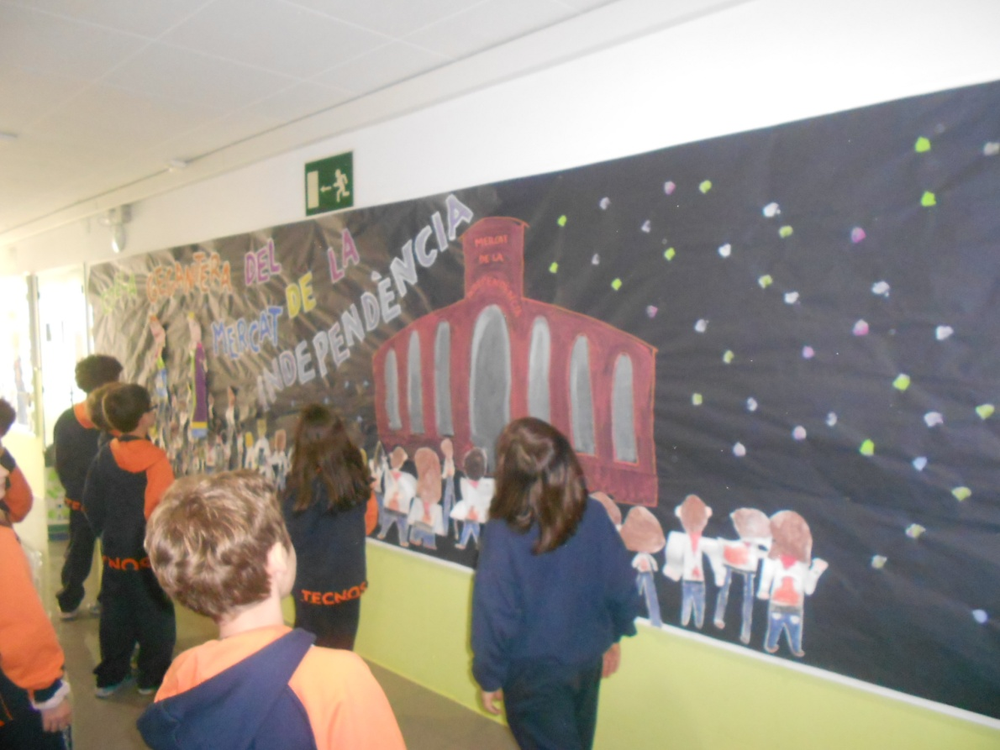 GEGANTERA DEL
MERCAT DE LA
INDEPENDÈNCIA
MERCAT
DE LA
TECNOS